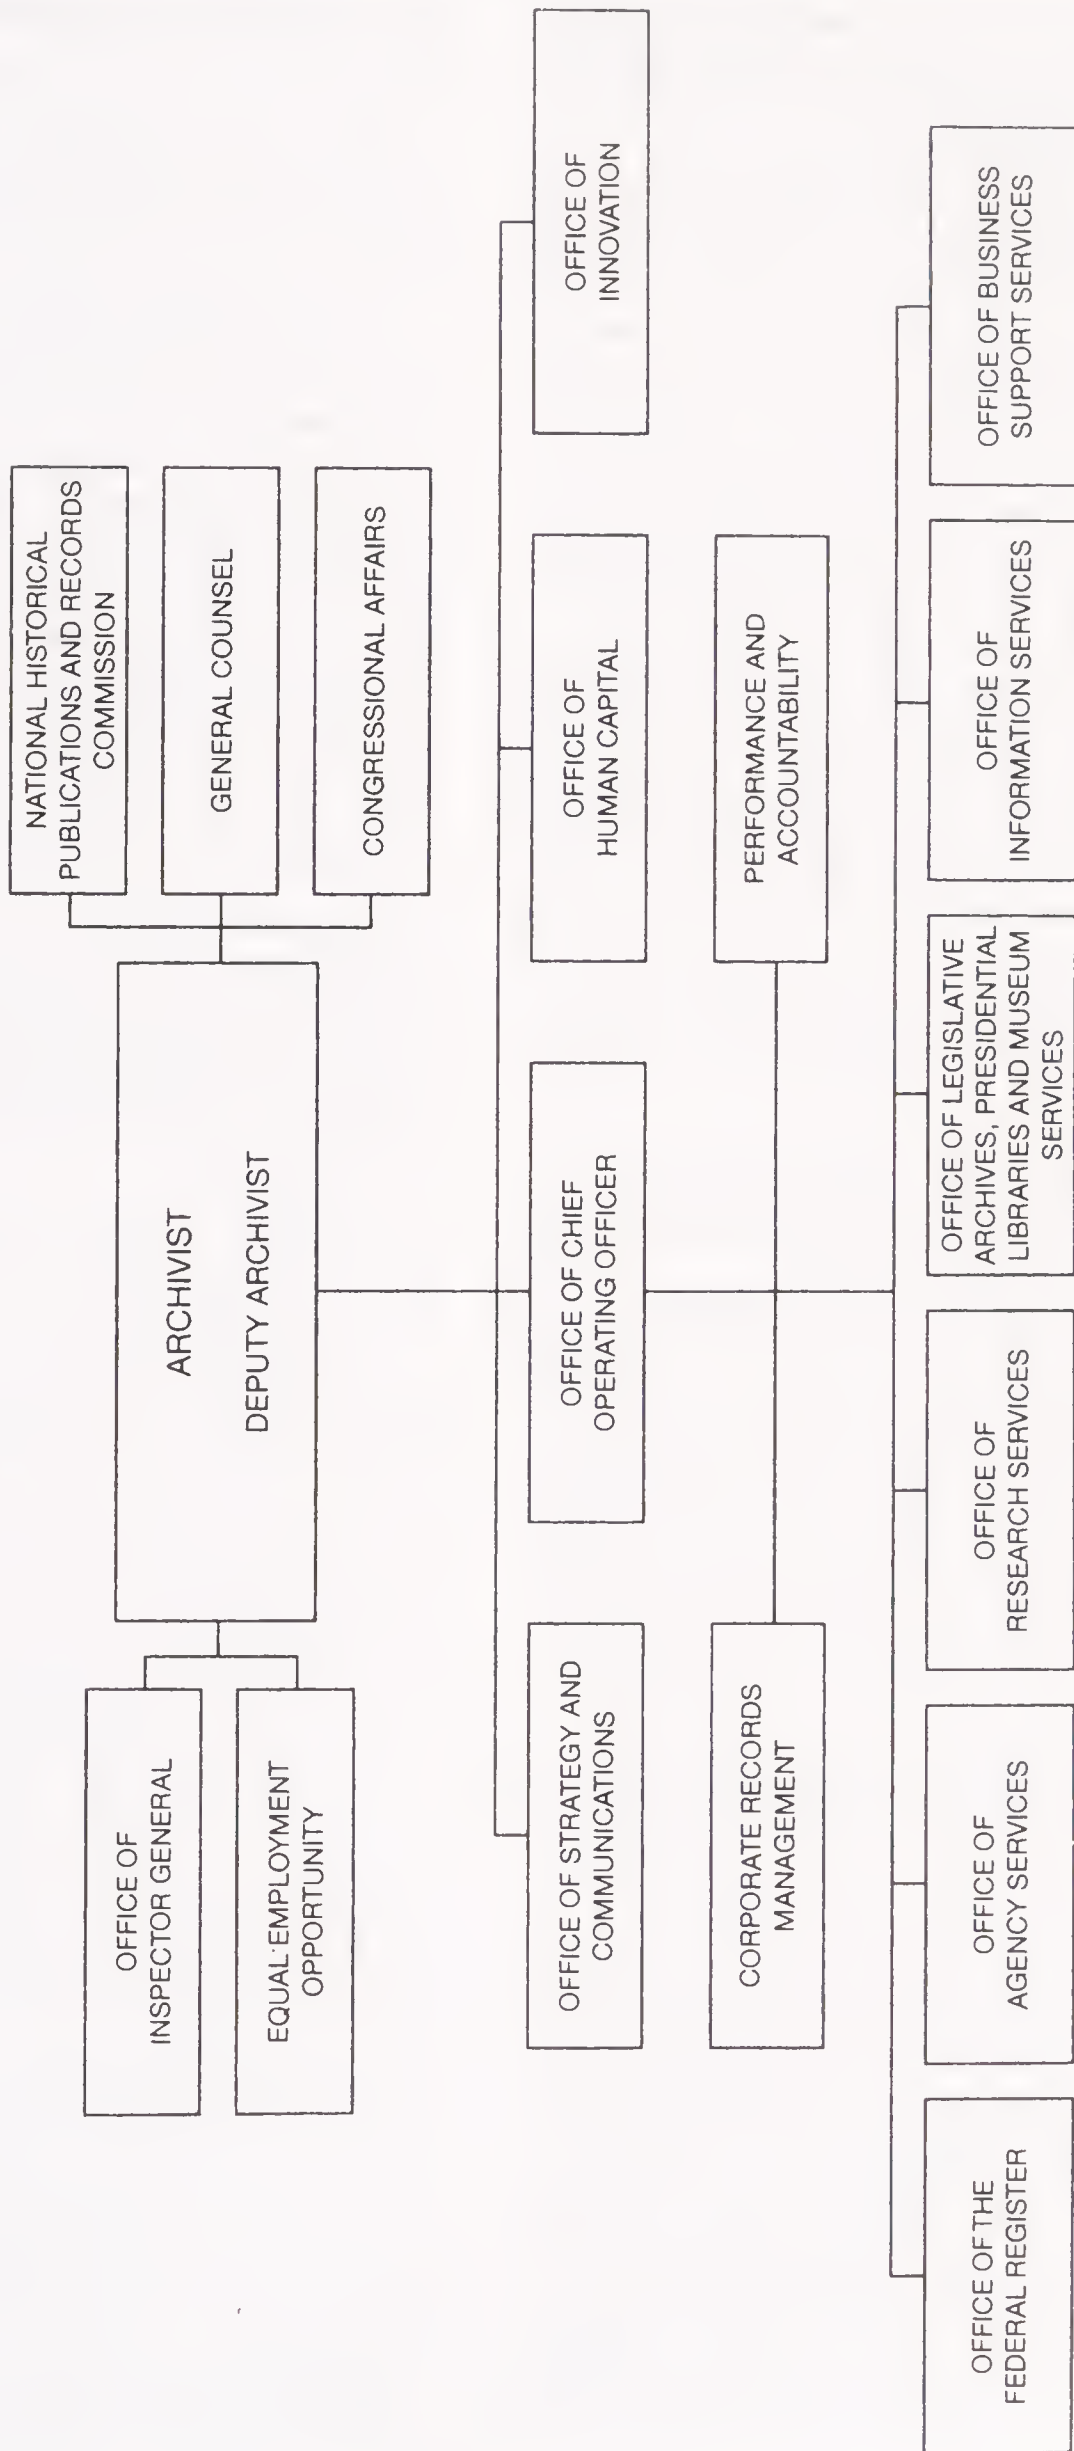 NATIONAL HISTORICAL
PUBLICATIONS AND RECORDS
COMMISSION
OFFICE OF
INSPECTOR GENERAL
ARCHIVIST
DEPUTY ARCHIVIST
GENERAL COUNSEL
EQUAL EMPLOYMENT
OPPORTUNITY
CONGRESSIONAL AFFAIRS
OFFICE OF STRATEGY AND
COMMUNICATIONS
OFFICE OF CHIEF
OPERATING OFFICER
OFFICE OF
HUMAN CAPITAL
OFFICE OF
INNOVATION
CORPORATE RECORDS
MANAGEMENT
PERFORMANCE AND
ACCOUNTABILITY
OFFICE OF THE
FEDERAL REGISTER
OFFICE OF
AGENCY SERVICES
OFFICE OF
RESEARCH SERVICES
OFFICE OF LEGISLATIVE
ARCHIVES, PRESIDENTIAL
LIBRARIES AND MUSEUM
SERVICES
OFFICE OF
INFORMATION SERVICES
OFFICE OF BUSINESS
SUPPORT SERVICES